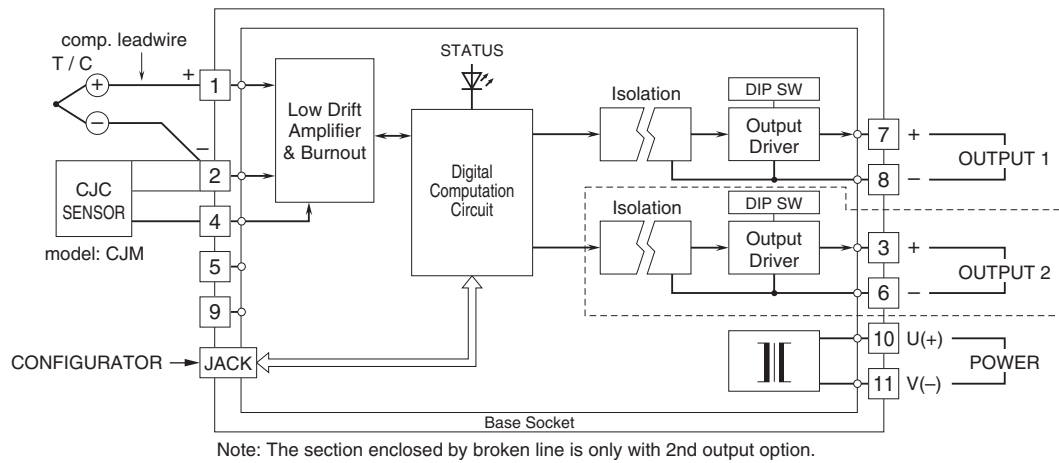 comp. leadwire
T / C
+
+
−
−
1
2
4
5
9
CJC
SENSOR
model: CJM
CONFIGURATOR
JACK
Low Drift
Amplifier
& Burnout
STATUS
Digital
Computation
Circuit
Isolation
DIP SW
Output
Driver
7
+
8
−
OUTPUT 1
Isolation
DIP SW
Output
Driver
3
+
6
−
OUTPUT 2
10
U(+)
11
V(–)
POWER
Base Socket
Note: The section enclosed by broken line is only with 2nd output option.